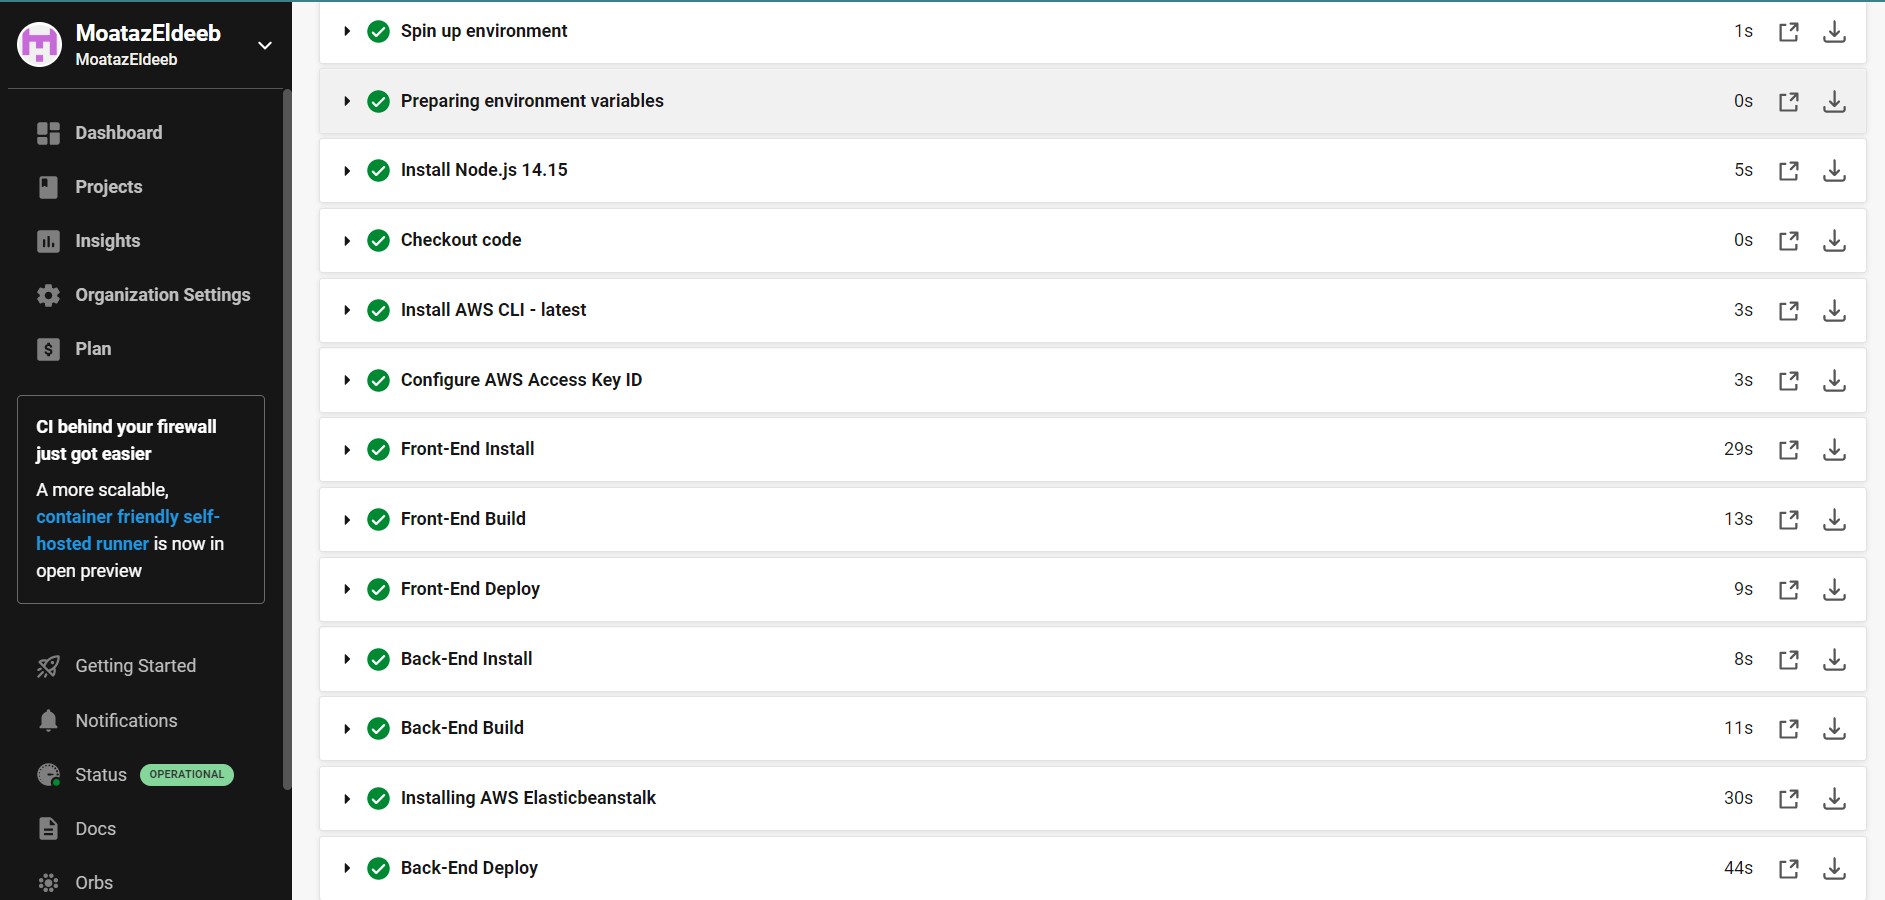 MoatazEldeeb
MoatazEldeeb
Dashboard
Projects
Insights
Organization Settings
Plan
CI behind your firewall
just got easier
A more scalable,
container friendly self-
hosted runner is now in
open preview
Getting Started
Notifications
Status OPERATIONAL
Docs
Orbs
Spin up environment 1s
Preparing environment variables 0s
Install Node.js 14.15 5s
Checkout code 0s
Install AWS CLI - latest 3s
Configure AWS Access Key ID 3s
Front-End Install 29s
Front-End Build 13s
Front-End Deploy 9s
Back-End Install 8s
Back-End Build 11s
Installing AWS Elasticbeanstalk 30s
Back-End Deploy 44s